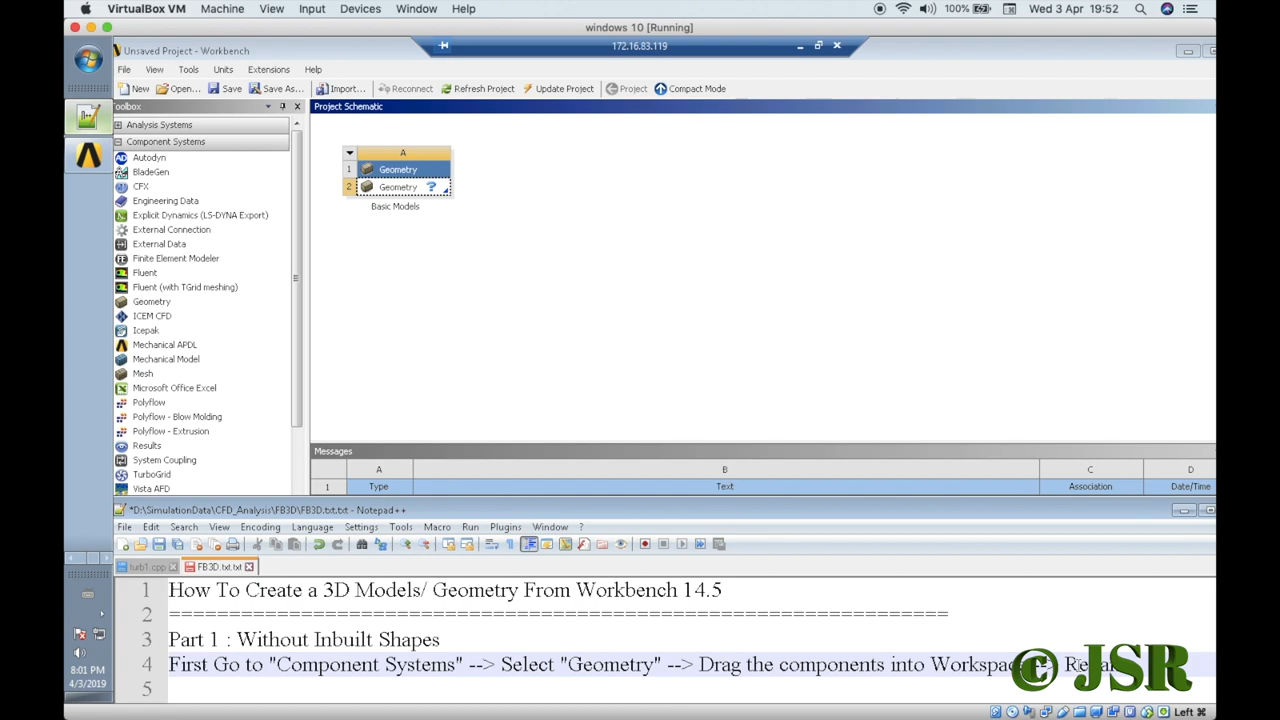 VirtualBox VM Machine View Input Devices Window Help 100% Wed 3 Apr 19:52
windows 10 [Running]
Unsaved Project - Workbench
172.16.83.119
File View Tools Units Extensions Help
New Open... Save Save As... Import... Reconnect Refresh Project Update Project Project Compact Mode
Toolbox
Project Schematic
Analysis Systems
Component Systems
Autodyn
BladeGen
CFX
Engineering Data
Explicit Dynamics (LS-DYNA Export)
External Connection
External Data
Finite Element Modeler
Fluent
Fluent (with TGrid meshing)
Geometry
ICEM CFD
Icepak
Mechanical APDL
Mechanical Model
Mesh
Microsoft Office Excel
Polyflow
Polyflow - Blow Molding
Polyflow - Extrusion
Results
System Coupling
TurboGrid
Vista AFD
A
1 Geometry
2 Geometry ?
Basic Models
Messages
A B C D
1 Type Text Association Date/Time
*D:\SimulationData\CFD_Analysis\FB3D\FB3D.txt.txt - Notepad++
File Edit Search View Encoding Language Settings Tools Macro Run Plugins Window ?
turb1.cpp FB3D.txt.txt
1 How To Create a 3D Models/ Geometry From Workbench 14.5
2 =================================================================
3 Part 1 : Without Inbuilt Shapes
4 First Go to "Component Systems" --> Select "Geometry" --> Drag the components into
5
© JSR
8:01 PM
4/3/2019
Left ⌘